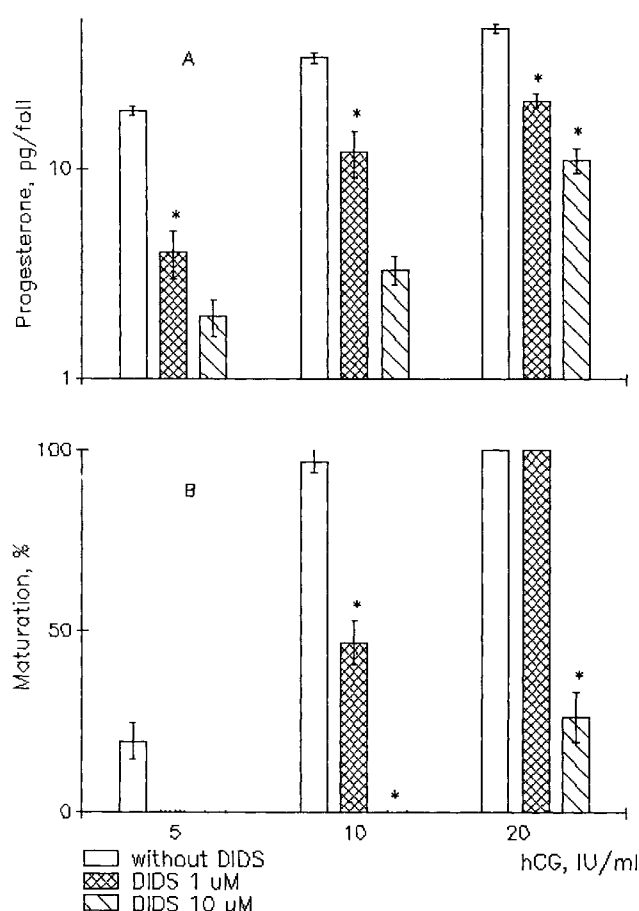 A
Progesterone, pg/foll
10
1
*
*
*
*
B
Maturation, %
100
50
0
*
*
*
5
10
20
hCG, IU/ml
without DIDS
DIDS 1 uM
DIDS 10 uM